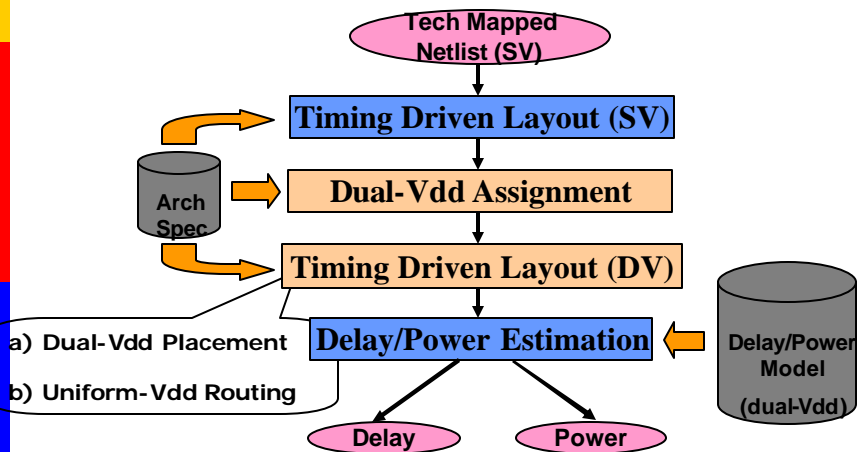 Tech Mapped
Netlist (SV)
Timing Driven Layout (SV)
Arch
Spec
Dual-Vdd Assignment
Timing Driven Layout (DV)
a) Dual-Vdd Placement
b) Uniform-Vdd Routing
Delay/Power Estimation
Delay/Power
Model
(dual-Vdd)
Delay
Power